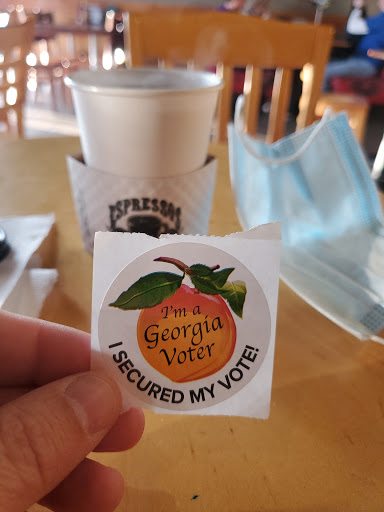 ESPRESSOS
I'm a
Georgia
Voter
I SECURED MY VOTE!